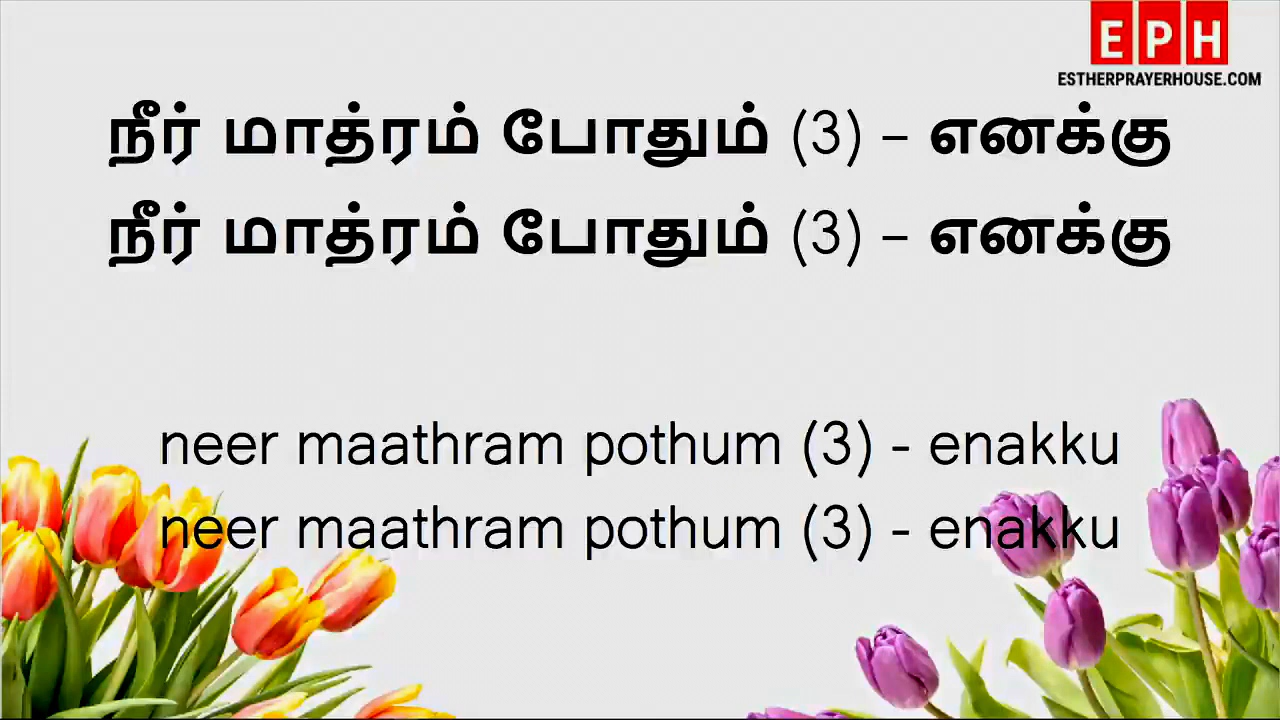 EPH
ESTHERPRAYERHOUSE.COM
நீர் மாத்ரம் போதும் (3) – எனக்கு
நீர் மாத்ரம் போதும் (3) – எனக்கு
neer maathram pothum (3) - enakku
neer maathram pothum (3) - enakku